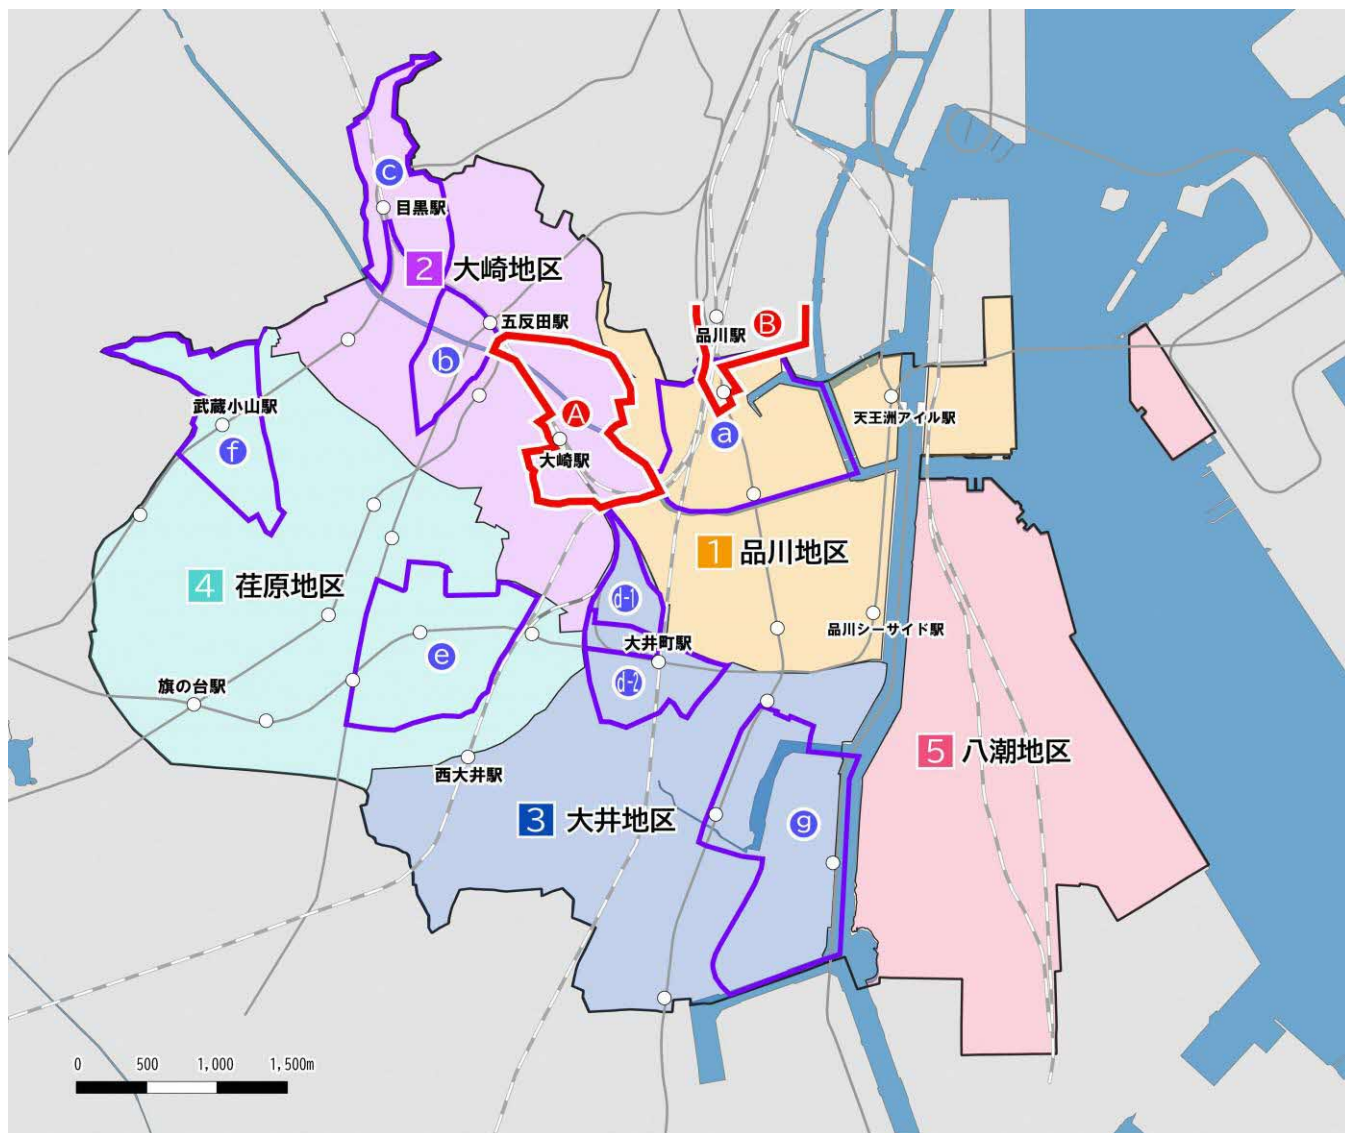 c
目黒駅
2 大崎地区
品川駅
B
五反田駅
b
武蔵小山駅
f
A
大崎駅
a
天王洲アイル駅
1 品川地区
4 荏原地区
d-1
品川シーサイド駅
大井町駅
e
d-2
旗の台駅
西大井駅
5 八潮地区
3 大井地区
g
0 500 1,000 1,500m